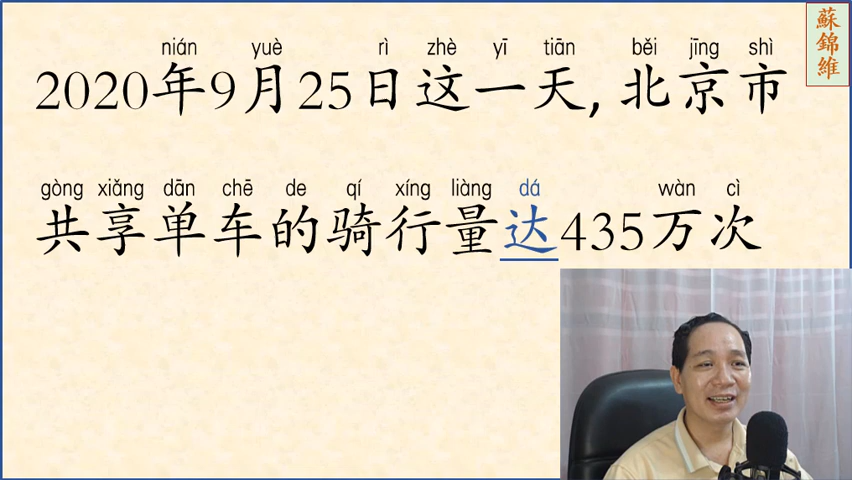 蘇錦維
nián yuè rì zhè yī tiān běi jīng shì
2020年9月25日这一天, 北京市
gòng xiǎng dān chē de qí xíng liàng dá wàn cì
共享单车的骑行量达435万次